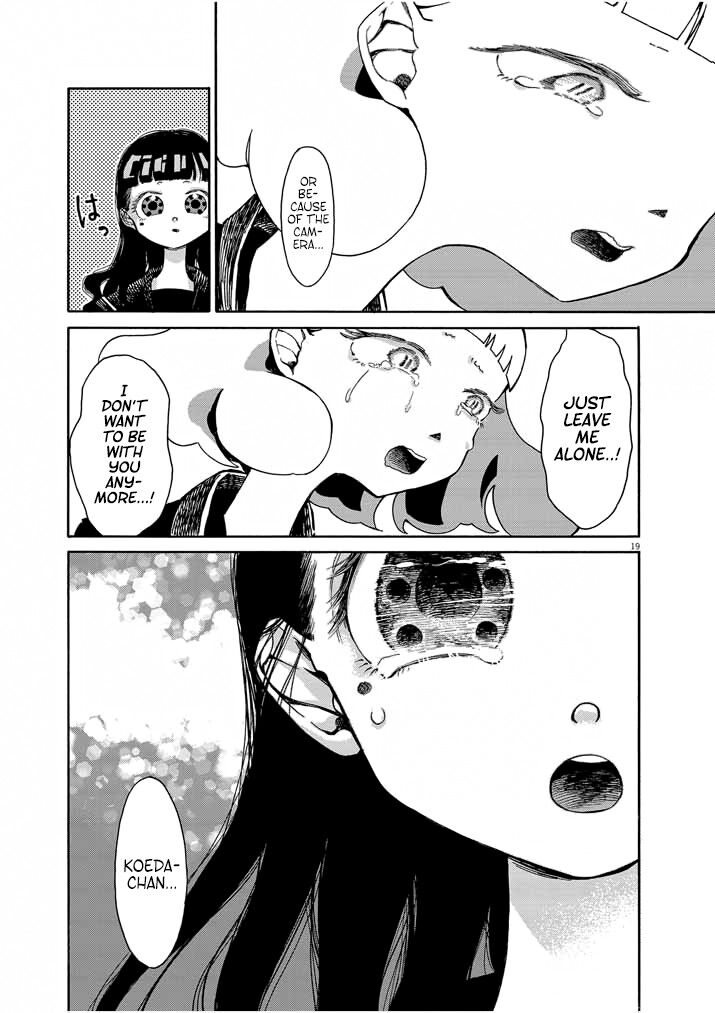 OR
BE-
CAUSE
OF THE
CAM-
ERA...
はっ
JUST
LEAVE
ME
ALONE..!
I
DON'T
WANT
TO BE
WITH
YOU
ANY-
MORE...!
19
KOEDA-
CHAN...